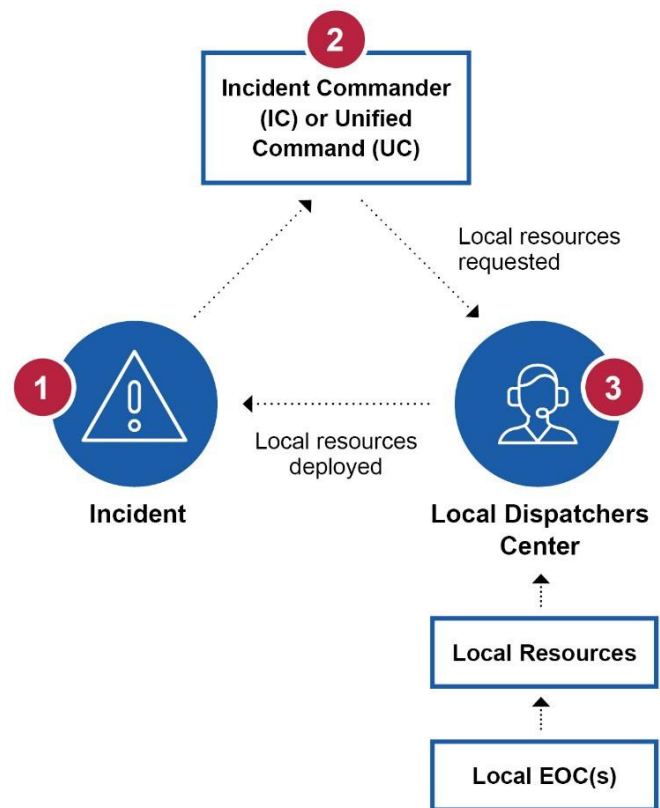 2
Incident Commander
(IC) or Unified
Command (UC)
Local resources
requested
1
3
Local resources
deployed
Incident
Local Dispatchers
Center
Local Resources
Local EOC(s)